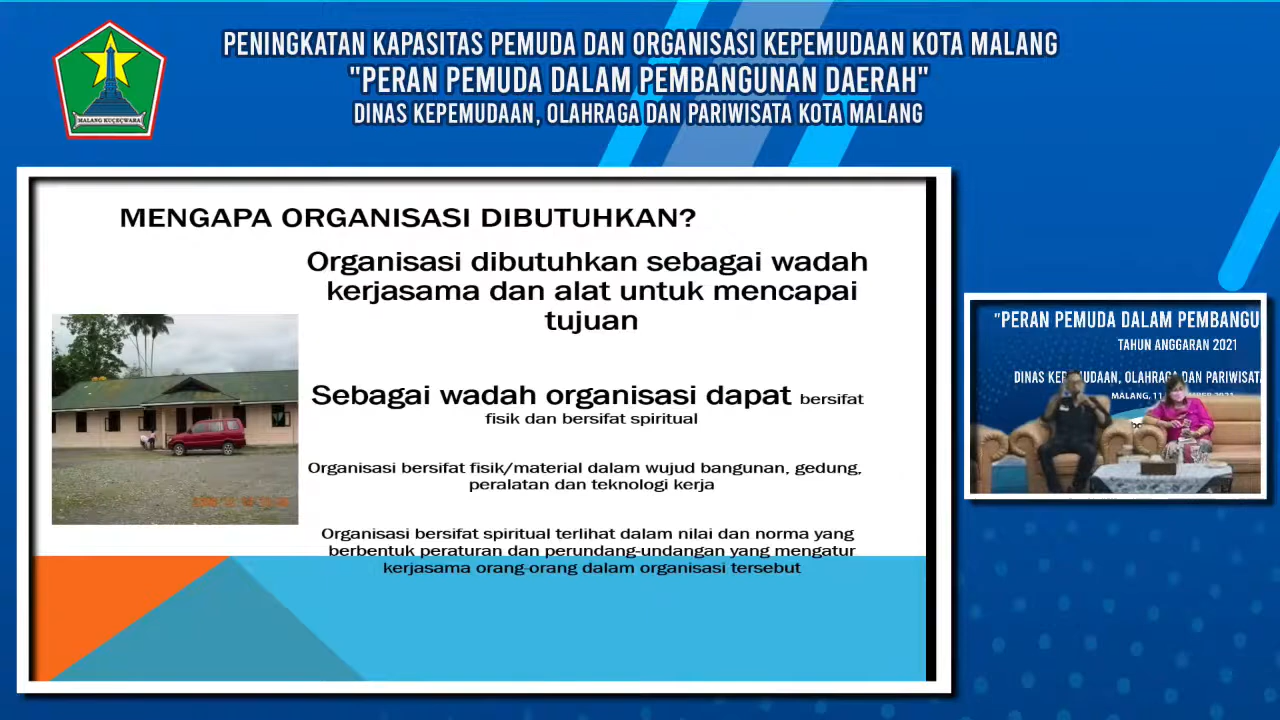 PENINGKATAN KAPASITAS PEMUDA DAN ORGANISASI KEPEMUDAAN KOTA MALANG
"PERAN PEMUDA DALAM PEMBANGUNAN DAERAH"
DINAS KEPEMUDAAN, OLAHRAGA DAN PARIWISATA KOTA MALANG
MALANG KUÇEÇWARA
MENGAPA ORGANISASI DIBUTUHKAN?
Organisasi dibutuhkan sebagai wadah
kerjasama dan alat untuk mencapai
tujuan
Sebagai wadah organisasi dapat bersifat
fisik dan bersifat spiritual
Organisasi bersifat fisik/material dalam wujud bangunan, gedung,
peralatan dan teknologi kerja
Organisasi bersifat spiritual terlihat dalam nilai dan norma yang
berbentuk peraturan dan perundang-undangan yang mengatur
kerjasama orang-orang dalam organisasi tersebut
"PERAN PEMUDA DALAM PEMBANGU
TAHUN ANGGARAN 2021
DINAS OLAHRAGA DAN PARIWISATA
MALANG, 11